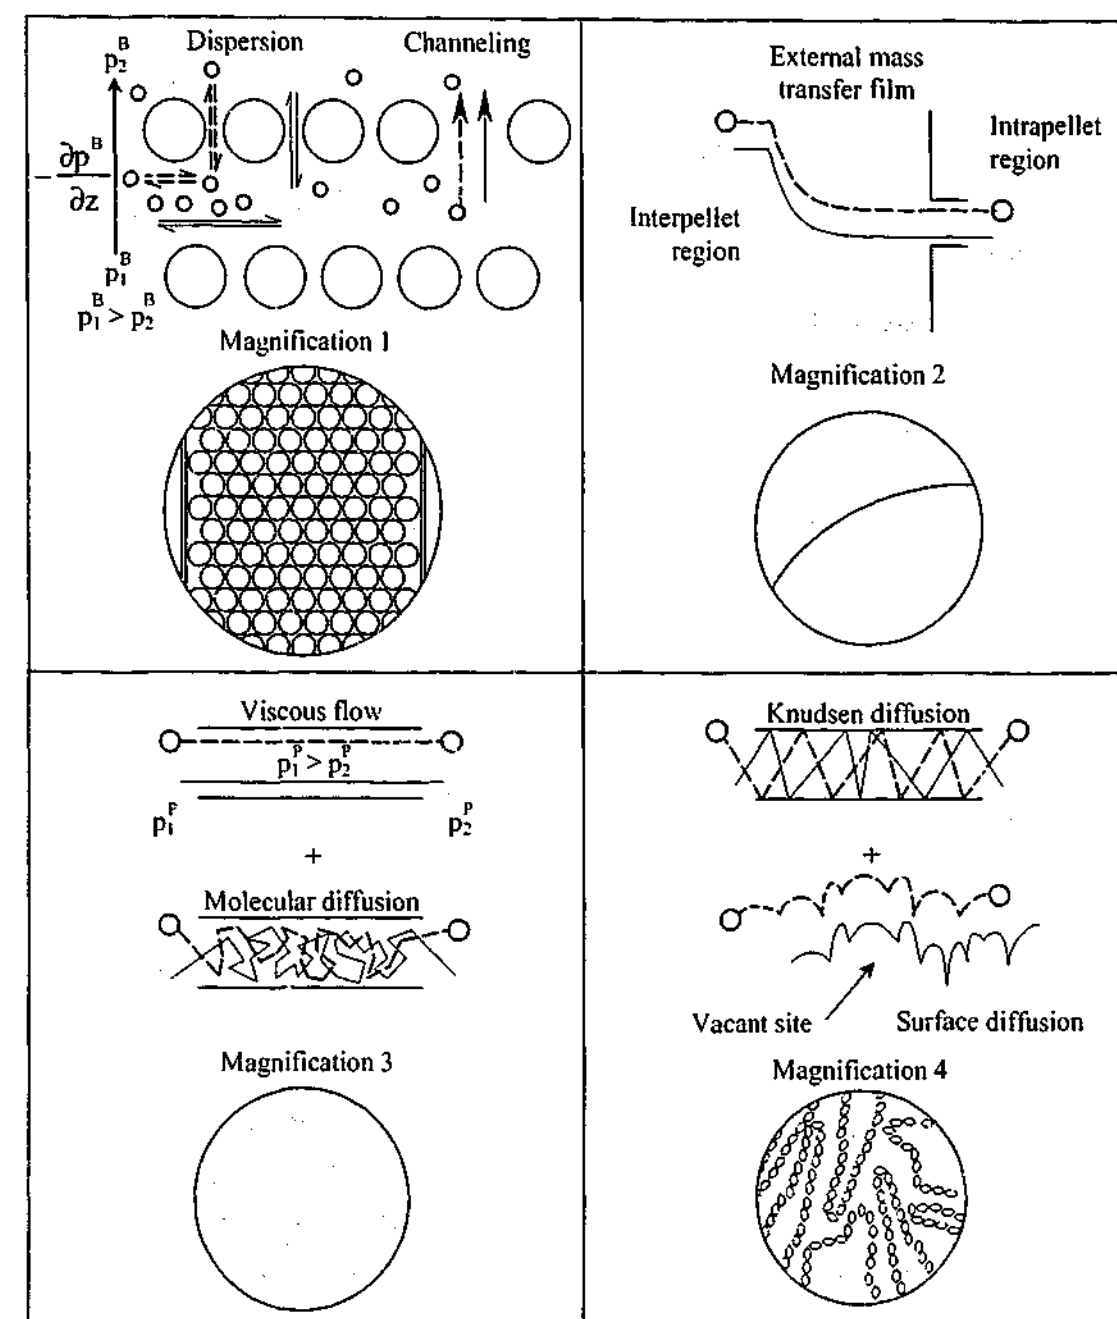 Dispersion
Channeling
p₂ᴮ
-∂pᴮ/∂z
p₁ᴮ
p₁ᴮ > p₂ᴮ
Magnification 1
External mass
transfer film
Intrapellet
region
Interpellet
region
Magnification 2
Viscous flow
p₁ᴾ > p₂ᴾ
p₁ᴾ
p₂ᴾ
+
Molecular diffusion
Magnification 3
Knudsen diffusion
+
Vacant site
Surface diffusion
Magnification 4